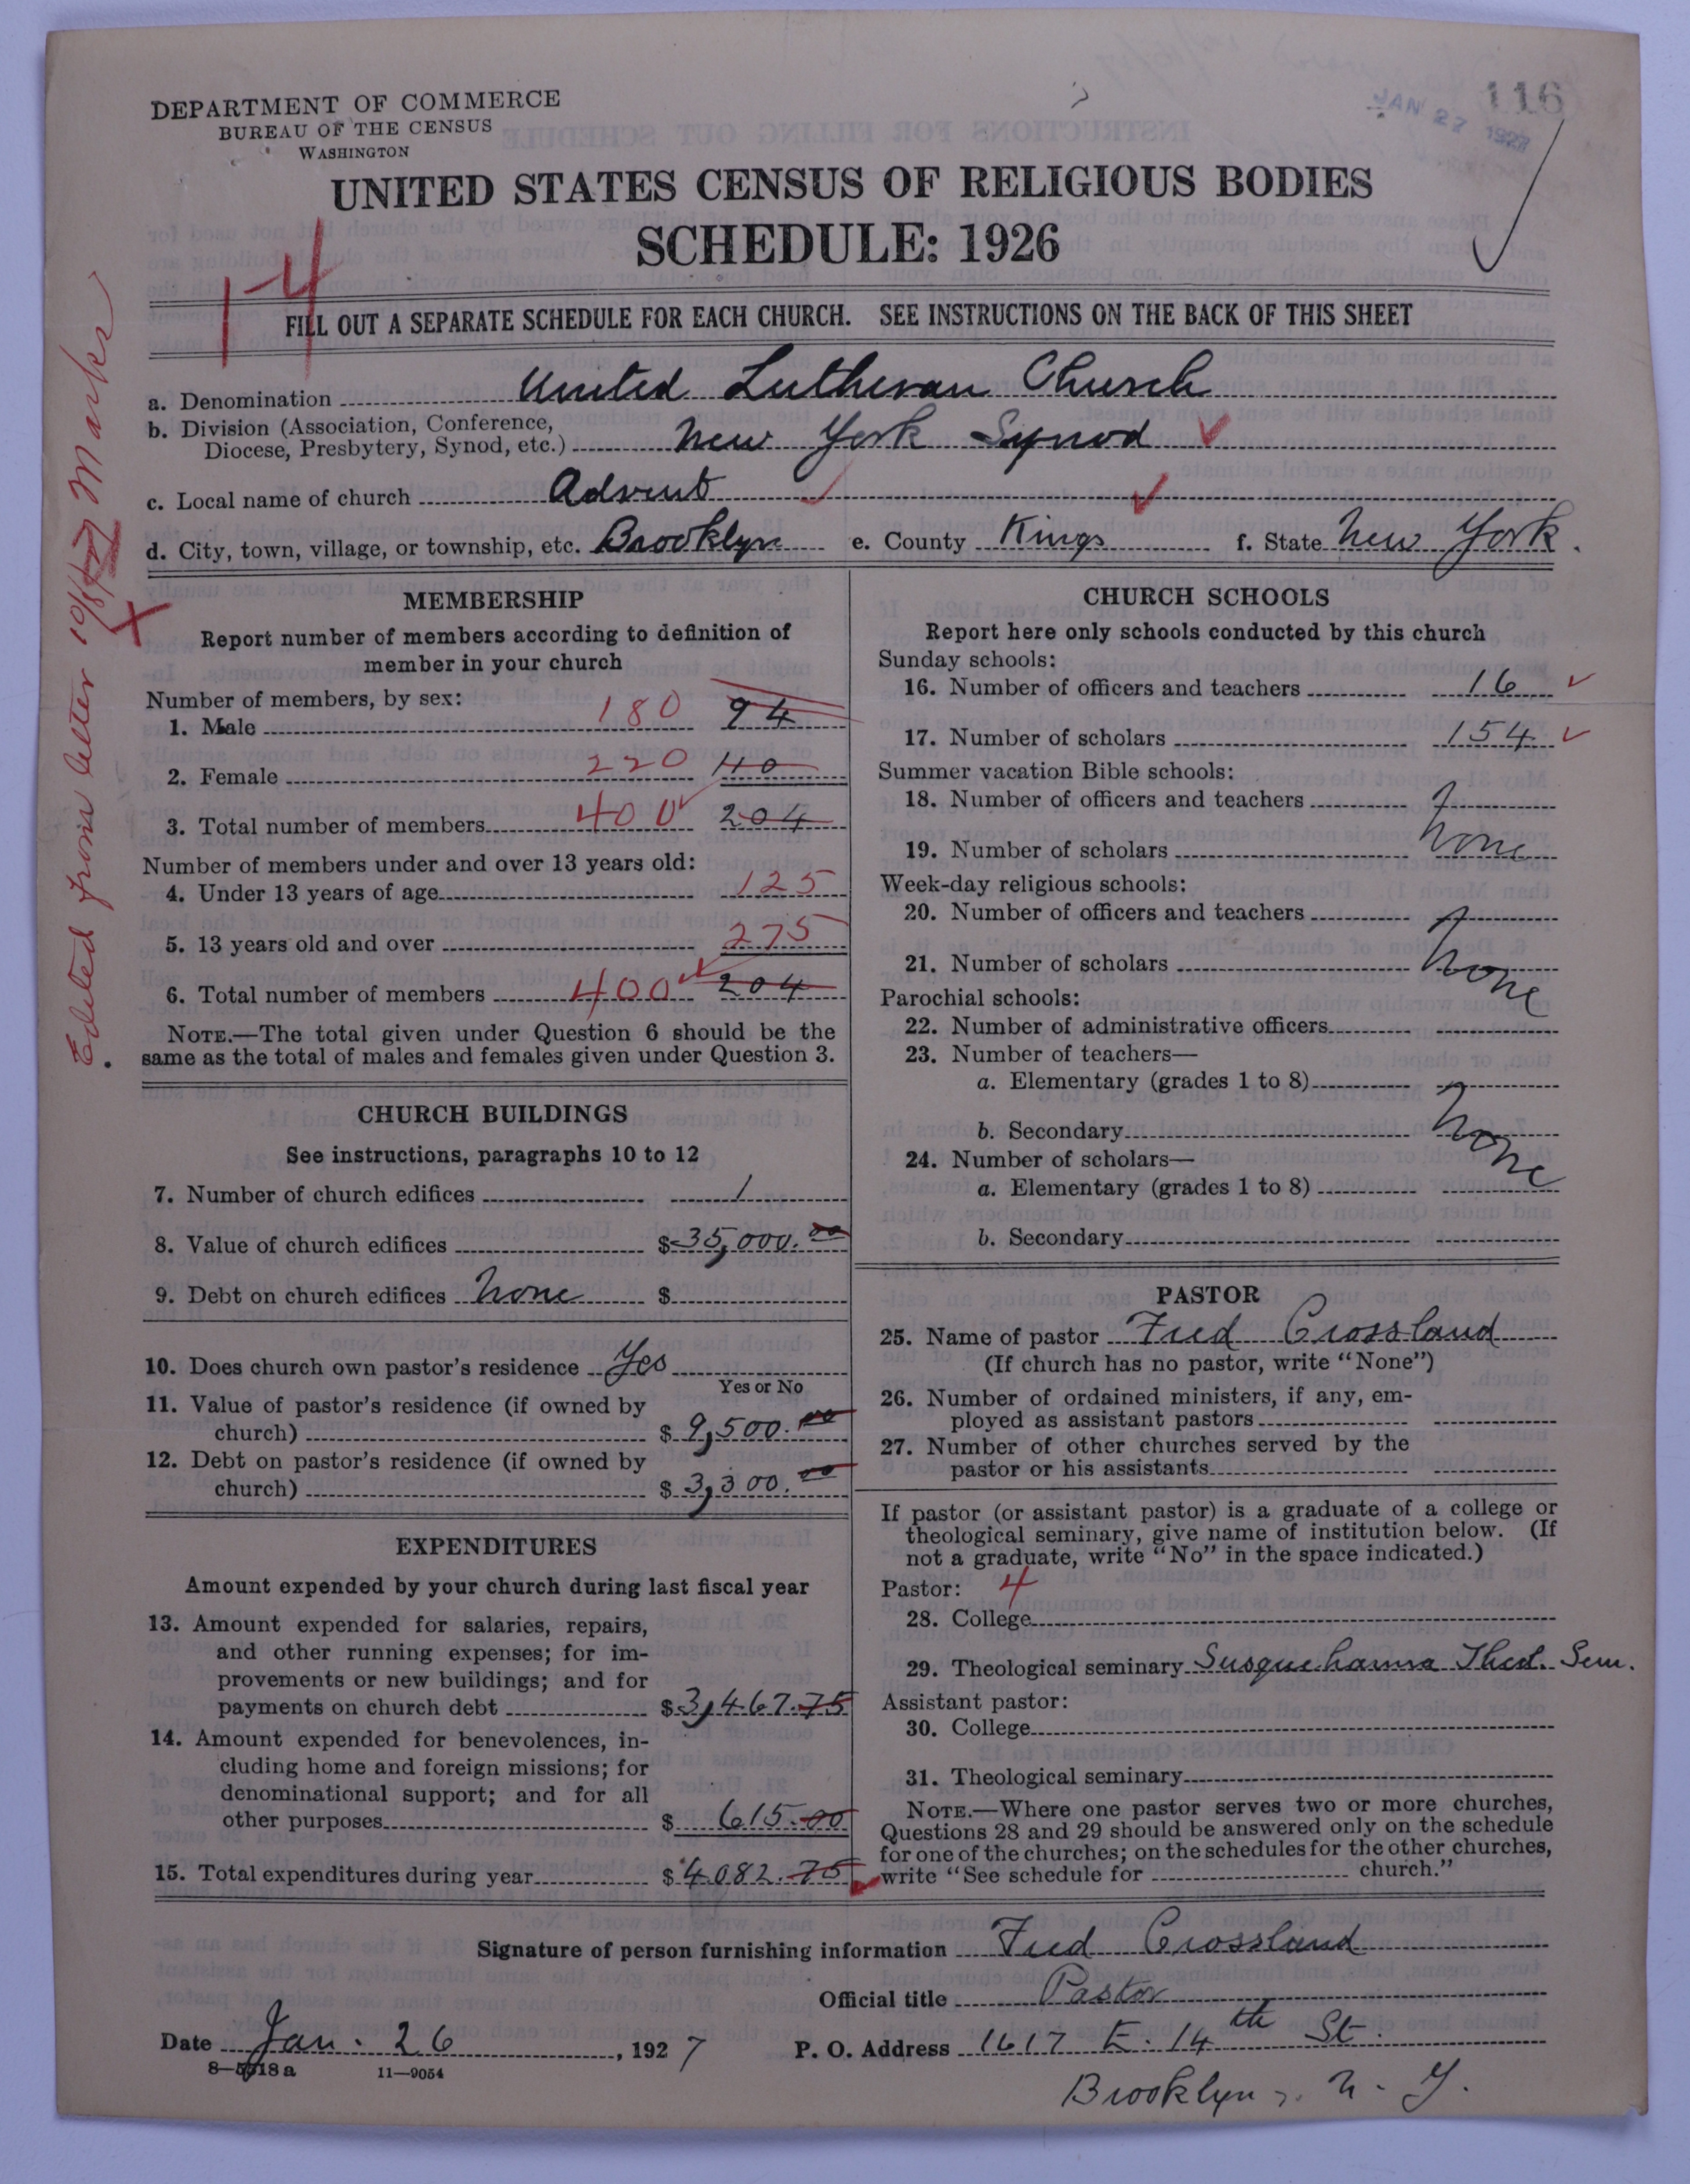 DEPARTMENT OF COMMERCE
BUREAU OF THE CENSUS
WASHINGTON
116
JAN 27 1927
UNITED STATES CENSUS OF RELIGIOUS BODIES
SCHEDULE: 1926
14
FILL OUT A SEPARATE SCHEDULE FOR EACH CHURCH. SEE INSTRUCTIONS ON THE BACK OF THIS SHEET
Edited from letter 10/5/27 Marks
a. Denomination United Lutheran Church
b. Division (Association, Conference,
Diocese, Presbytery, Synod, etc.) New York Synod
c. Local name of church Advent
d. City, town, village, or township, etc. Brooklyn e. County Kings f. State New York.
MEMBERSHIP
Report number of members according to definition of
member in your church
Number of members, by sex:
1. Male 180 94
2. Female 220 110
3. Total number of members 400 204
Number of members under and over 13 years old:
4. Under 13 years of age 125
5. 13 years old and over 275
6. Total number of members 400 204
NOTE.—The total given under Question 6 should be the
same as the total of males and females given under Question 3.
CHURCH BUILDINGS
See instructions, paragraphs 10 to 12
7. Number of church edifices 1
8. Value of church edifices $ 35,000.00
9. Debt on church edifices None $
10. Does church own pastor's residence Yes
Yes or No
11. Value of pastor's residence (if owned by
church) $ 9,500.00
12. Debt on pastor's residence (if owned by
church) $ 3,300.00
EXPENDITURES
Amount expended by your church during last fiscal year
13. Amount expended for salaries, repairs,
and other running expenses; for im-
provements or new buildings; and for
payments on church debt $ 3,467.75
14. Amount expended for benevolences, in-
cluding home and foreign missions; for
denominational support; and for all
other purposes $ 615.00
15. Total expenditures during year $ 4,082.75
CHURCH SCHOOLS
Report here only schools conducted by this church
Sunday schools:
16. Number of officers and teachers 16
17. Number of scholars 154
Summer vacation Bible schools:
18. Number of officers and teachers
19. Number of scholars None
Week-day religious schools:
20. Number of officers and teachers
21. Number of scholars None
Parochial schools:
22. Number of administrative officers
23. Number of teachers—
a. Elementary (grades 1 to 8)
b. Secondary None
24. Number of scholars—
a. Elementary (grades 1 to 8)
b. Secondary
PASTOR
25. Name of pastor Fred Crossland
(If church has no pastor, write "None")
26. Number of ordained ministers, if any, em-
ployed as assistant pastors
27. Number of other churches served by the
pastor or his assistants
If pastor (or assistant pastor) is a graduate of a college or
theological seminary, give name of institution below. (If
not a graduate, write "No" in the space indicated.)
Pastor: 4
28. College
29. Theological seminary Susquehanna Theol. Sem.
Assistant pastor:
30. College
31. Theological seminary
NOTE.—Where one pastor serves two or more churches,
Questions 28 and 29 should be answered only on the schedule
for one of the churches; on the schedules for the other churches,
write "See schedule for church."
Signature of person furnishing information Fred Crossland
Official title Pastor
Date Jan. 26, 1927 P. O. Address 1617 E. 14th St.
8—5618a 11—9054
Brooklyn, N. Y.